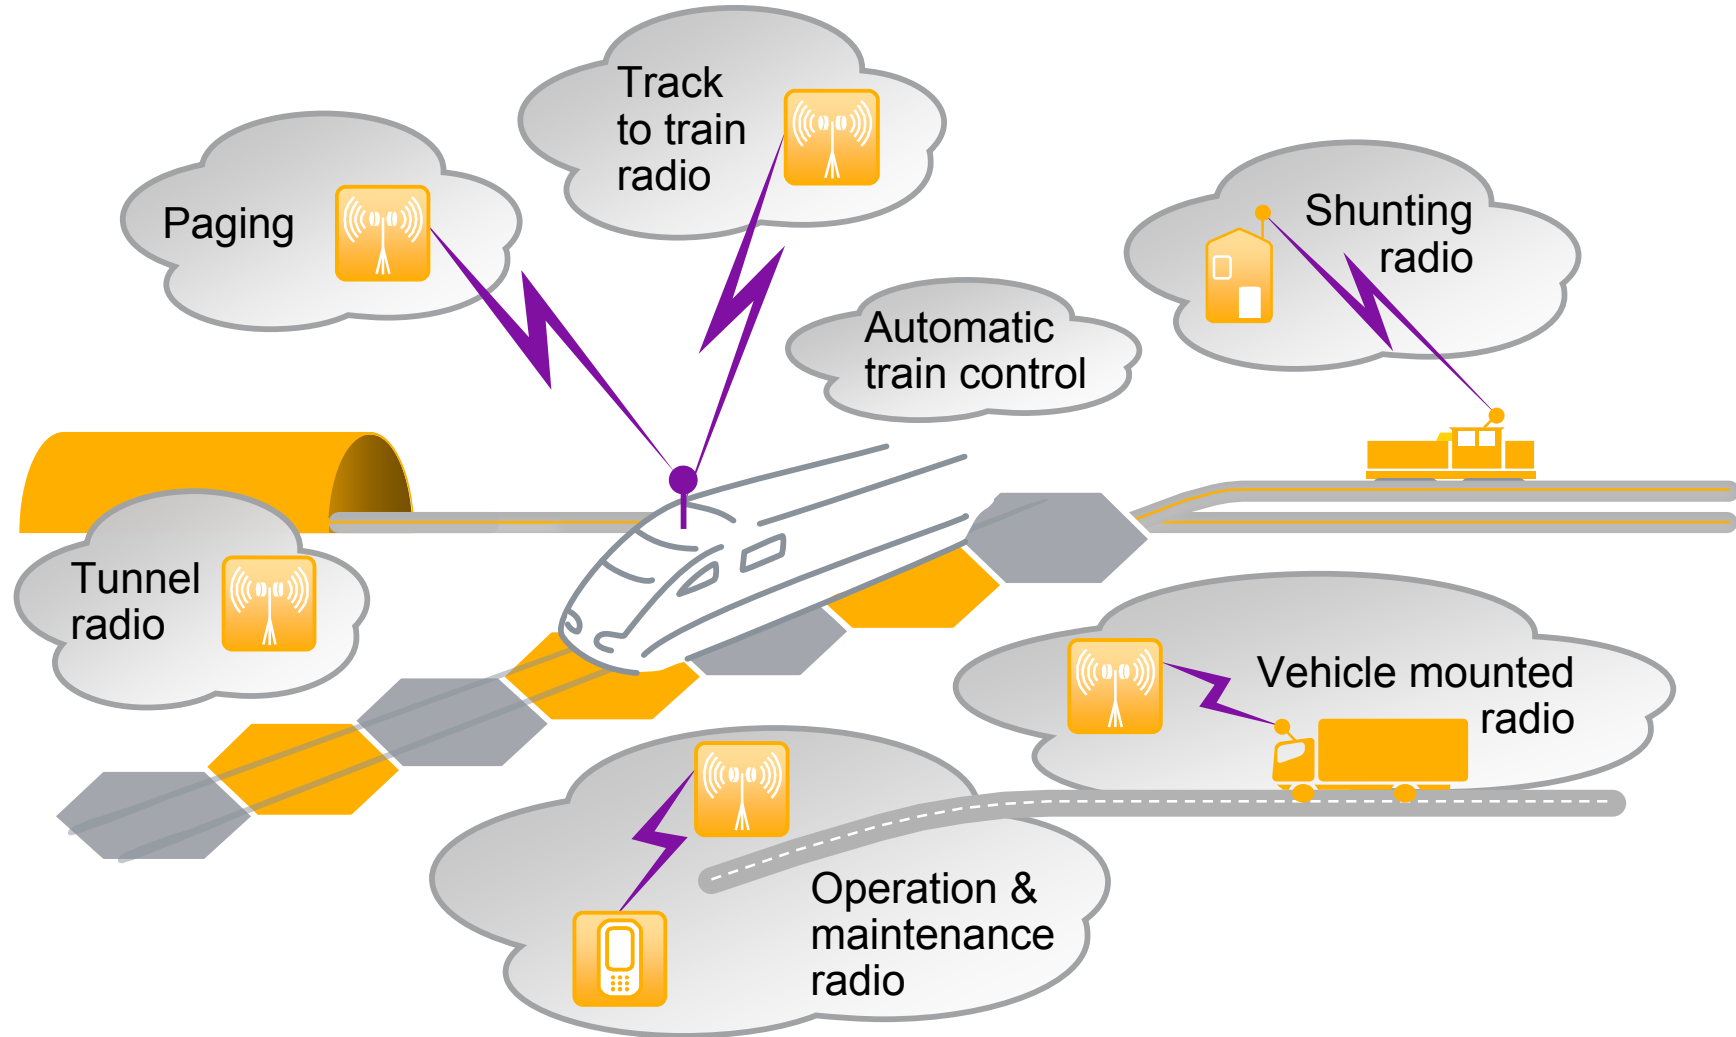 Track
to train
radio
Paging
Shunting
radio
Automatic
train control
Tunnel
radio
Vehicle mounted
radio
Operation &
maintenance
radio